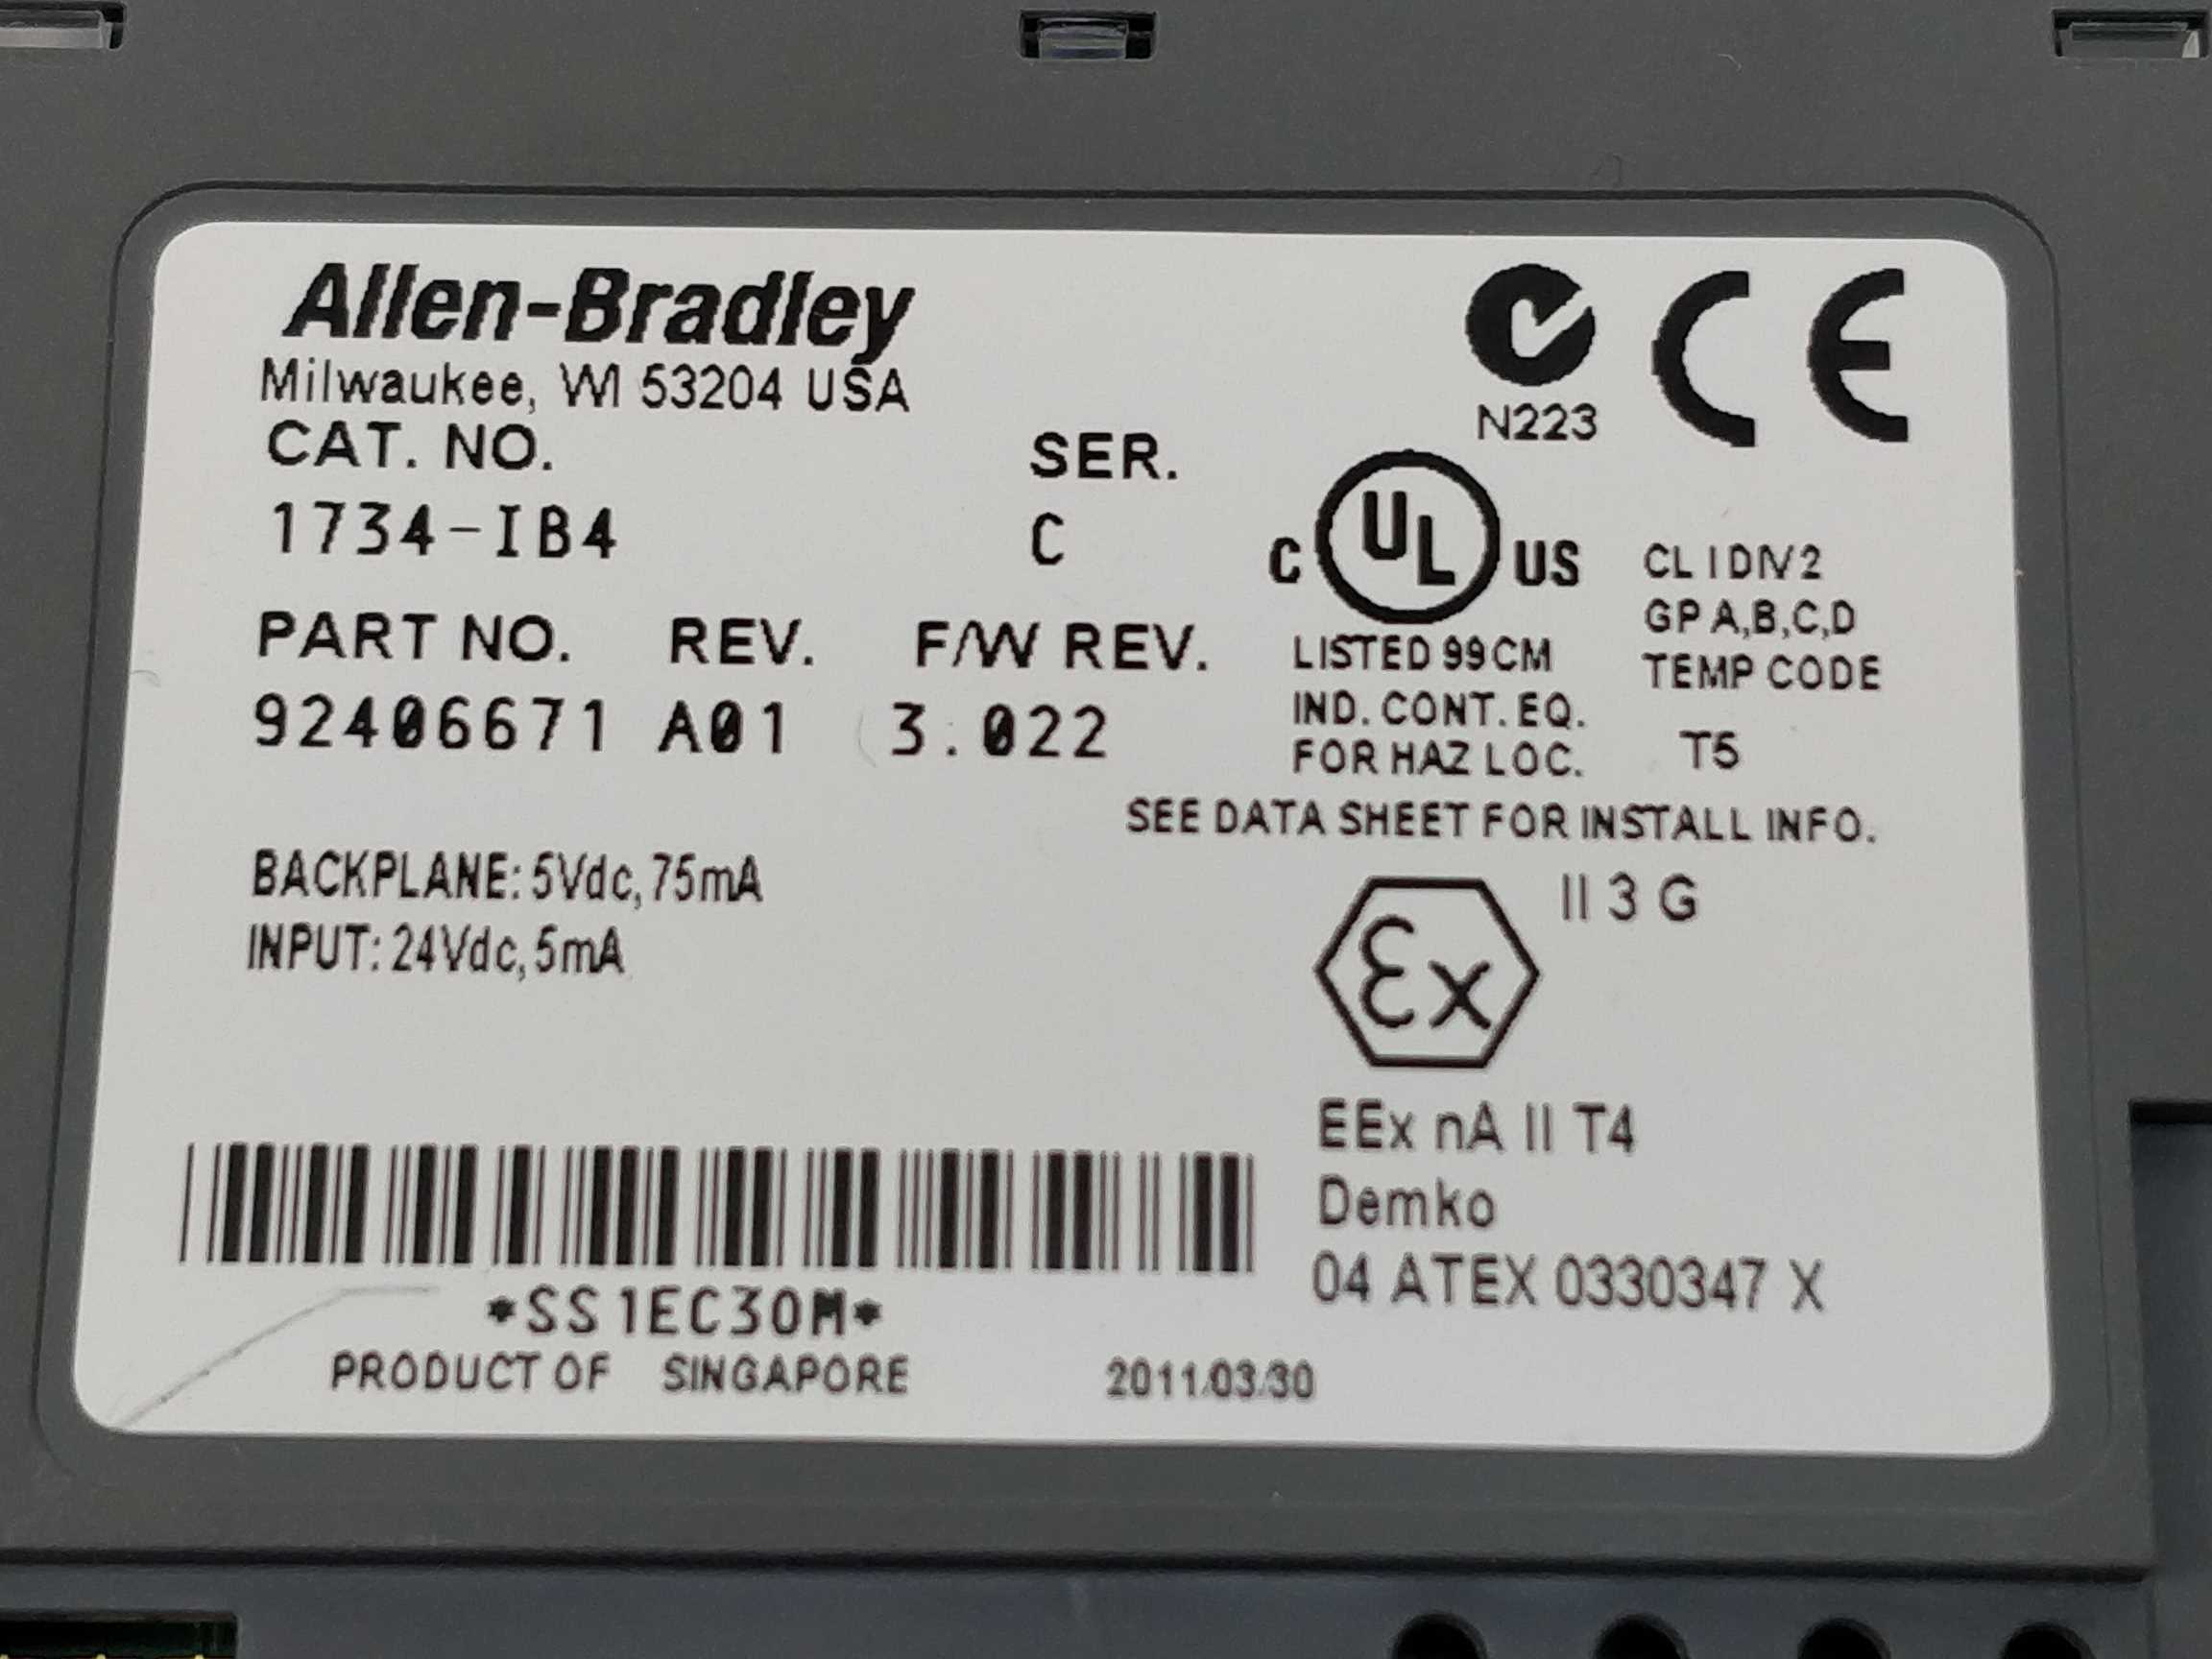 Allen-Bradley
Milwaukee, WI 53204 USA
CAT. NO.
SER.
1734-IB4
C
PART NO. REV. F/W REV.
92406671 A01 3.022
BACKPLANE: 5Vdc, 75mA
INPUT: 24Vdc, 5mA
*SS1EC30M*
PRODUCT OF SINGAPORE 2011/03/30
N223
CE
C UL US
LISTED 99CM
IND. CONT. EQ.
FOR HAZ LOC.
CL I DIV 2
GP A,B,C,D
TEMP CODE
T5
SEE DATA SHEET FOR INSTALL INFO.
Ex
II 3 G
EEx nA II T4
Demko
04 ATEX 0330347 X